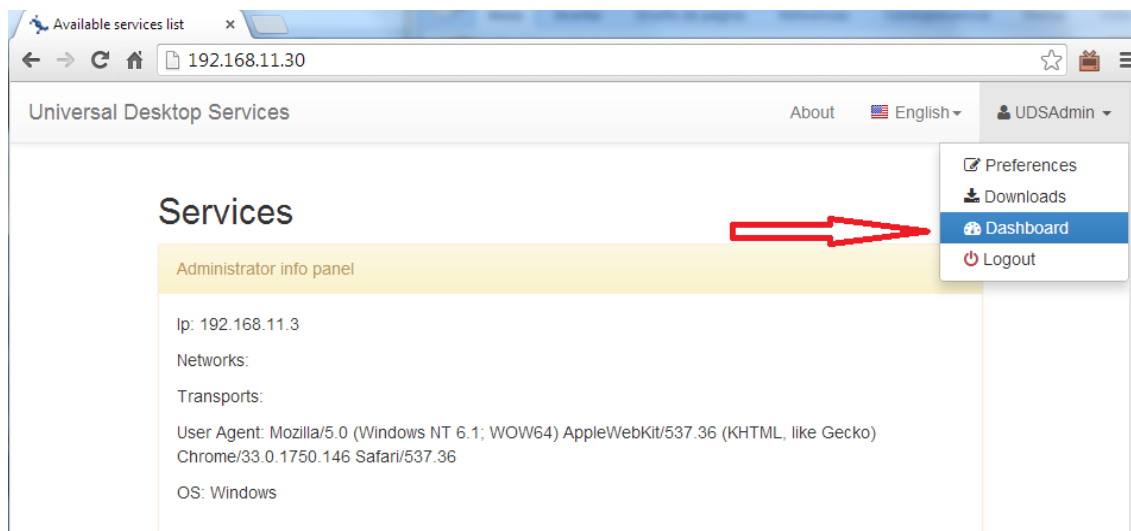 Available services list
192.168.11.30
Universal Desktop Services
About
English
UDSAdmin
Preferences
Downloads
Dashboard
Logout
Services
Administrator info panel
Ip: 192.168.11.3
Networks:
Transports:
User Agent: Mozilla/5.0 (Windows NT 6.1; WOW64) AppleWebKit/537.36 (KHTML, like Gecko)
Chrome/33.0.1750.146 Safari/537.36
OS: Windows